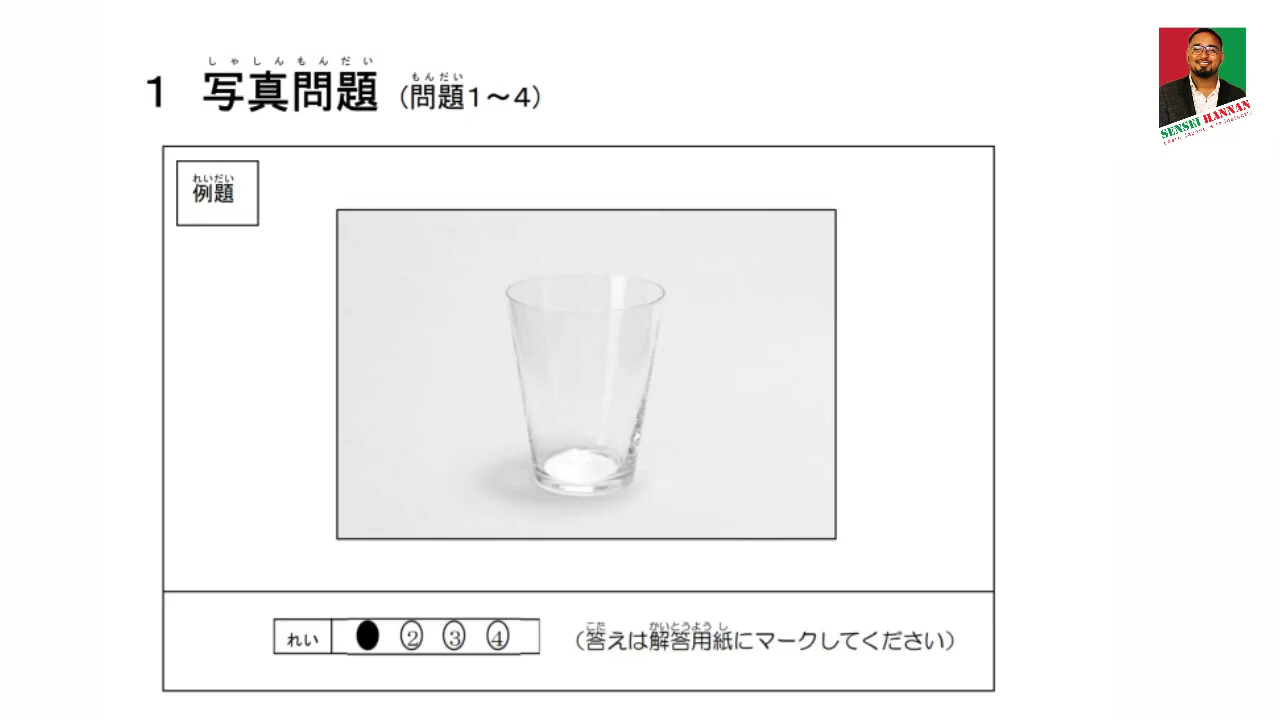 しゃしんもんだい もんだい
1 写真問題 (問題1~4)
れいだい
例題
れい ● ② ③ ④
こた かいとうようし
(答えは解答用紙にマークしてください)
SENSEI HANNAN